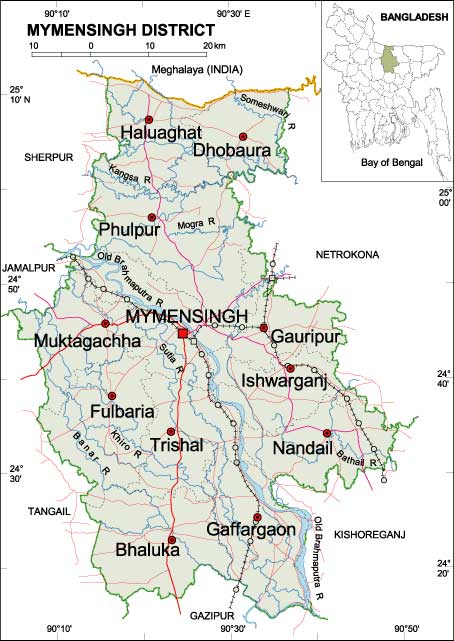 90°10'
90°30' E
MYMENSINGH DISTRICT
10 0 10 20 km
BANGLADESH
Bay of Bengal
Meghalaya (INDIA)
25°
10' N
Someshwari R
Haluaghat
Dhobaura
SHERPUR
Kangsa R
25°
00'
Phulpur
Mogra R
NETROKONA
JAMALPUR
Old Brahmaputra R
24°
50'
MYMENSINGH
Muktagachha
Gauripur
Sutia R
Ishwarganj
24°
40'
Fulbaria
Trishal
Khiro R
Banar R
Nandail
Bathail R
24°
30'
TANGAIL
Gaffargaon
Old Brahmaputra R
KISHOREGANJ
Bhaluka
24°
20'
GAZIPUR
90°10'
90°30'
90°50'